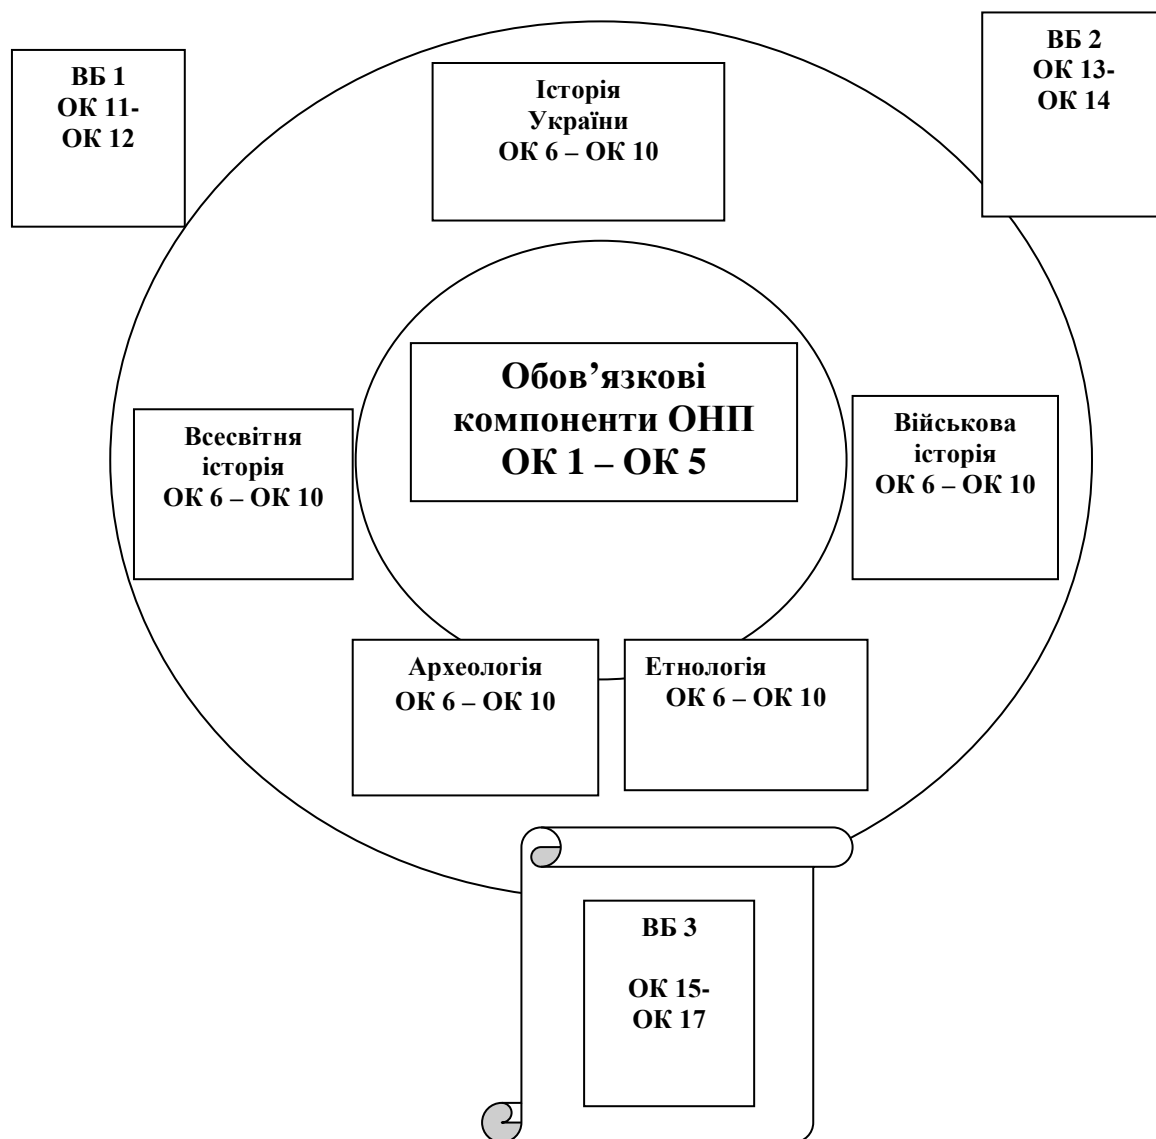 ВБ 1
ОК 11-
ОК 12
Історія
України
ОК 6 – ОК 10
ВБ 2
ОК 13-
ОК 14
Обов’язкові
компоненти ОНП
ОК 1 – ОК 5
Всесвітня
історія
ОК 6 – ОК 10
Військова
історія
ОК 6 – ОК 10
Археологія
ОК 6 – ОК 10
Етнологія
ОК 6 – ОК 10
ВБ 3
ОК 15-
ОК 17